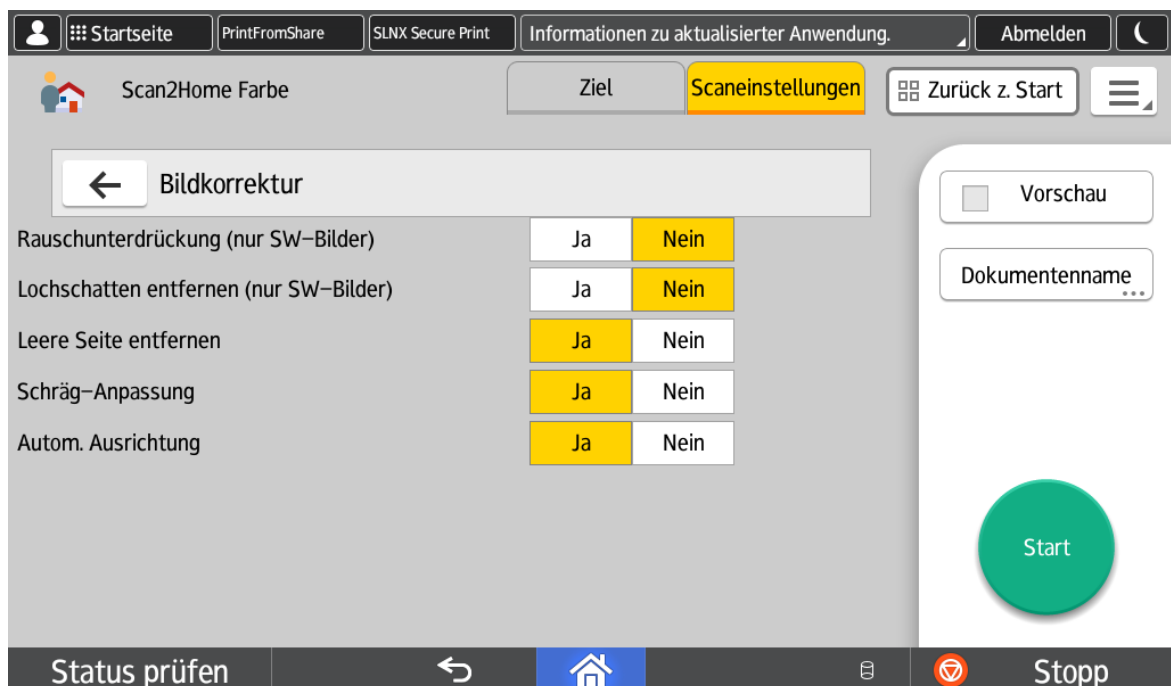 Startseite PrintFromShare SLNX Secure Print Informationen zu aktualisierter Anwendung. Abmelden
Scan2Home Farbe Ziel Scaneinstellungen Zurück z. Start
Bildkorrektur
Vorschau
Rauschunterdrückung (nur SW-Bilder) Ja Nein
Dokumentenname
Lochschatten entfernen (nur SW-Bilder) Ja Nein
Leere Seite entfernen Ja Nein
Schräg-Anpassung Ja Nein
Autom. Ausrichtung Ja Nein
Start
Status prüfen Stopp